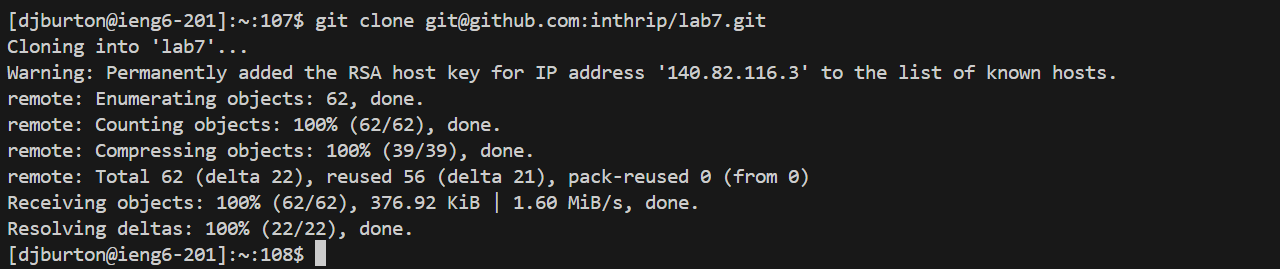 [djburton@ieng6-201]:~:107$ git clone git@github.com:inthrip/lab7.git
Cloning into 'lab7'...
Warning: Permanently added the RSA host key for IP address '140.82.116.3' to the list of known hosts.
remote: Enumerating objects: 62, done.
remote: Counting objects: 100% (62/62), done.
remote: Compressing objects: 100% (39/39), done.
remote: Total 62 (delta 22), reused 56 (delta 21), pack-reused 0 (from 0)
Receiving objects: 100% (62/62), 376.92 KiB | 1.60 MiB/s, done.
Resolving deltas: 100% (22/22), done.
[djburton@ieng6-201]:~:108$